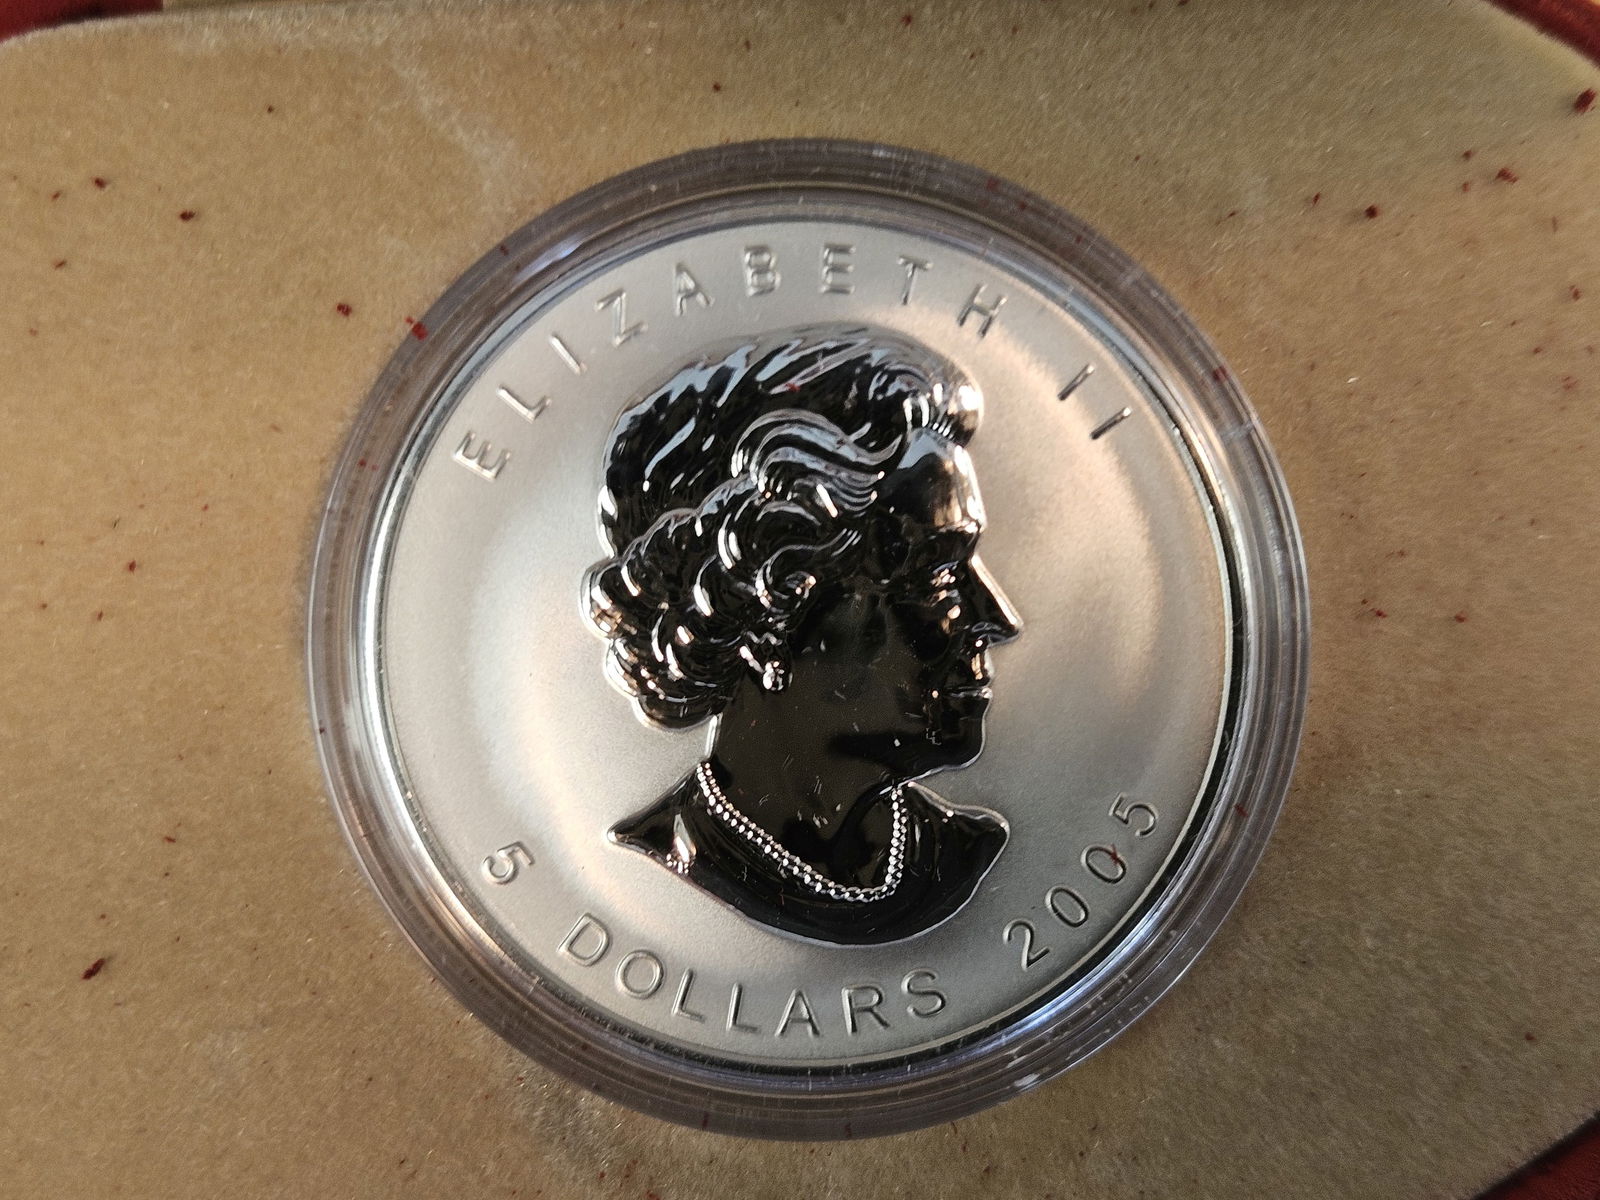 ELIZABETH II
5 DOLLARS 2005